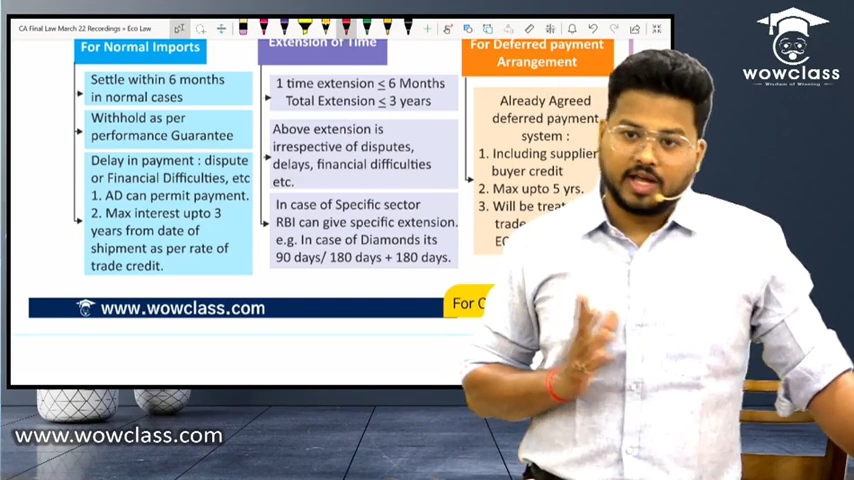 CA Final Law March 22 Recordings » Eco Law
For Normal Imports
Settle within 6 months
in normal cases
Withhold as per
performance Guarantee
Delay in payment : dispute
or Financial Difficulties, etc
1. AD can permit payment.
2. Max interest upto 3
years from date of
shipment as per rate of
trade credit.
Extension of Time
1 time extension ≤ 6 Months
Total Extension ≤ 3 years
Above extension is
irrespective of disputes,
delays, financial difficulties
etc.
In case of Specific sector
RBI can give specific extension.
e.g. In case of Diamonds its
90 days/ 180 days + 180 days.
For Deferred payment
Arrangement
Already Agreed
deferred payment
system :
1. Including supplier
buyer credit
2. Max upto 5 yrs.
3. Will be
trade
www.wowclass.com
For
wowclass
Wisdom of Winning
www.wowclass.com